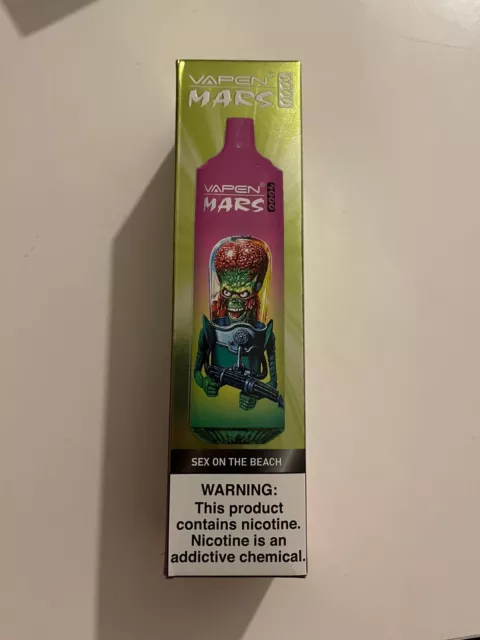 VAPEN®
MARS
VAPEN®
MARS
SEX ON THE BEACH
WARNING:
This product
contains nicotine.
Nicotine is an
addictive chemical.